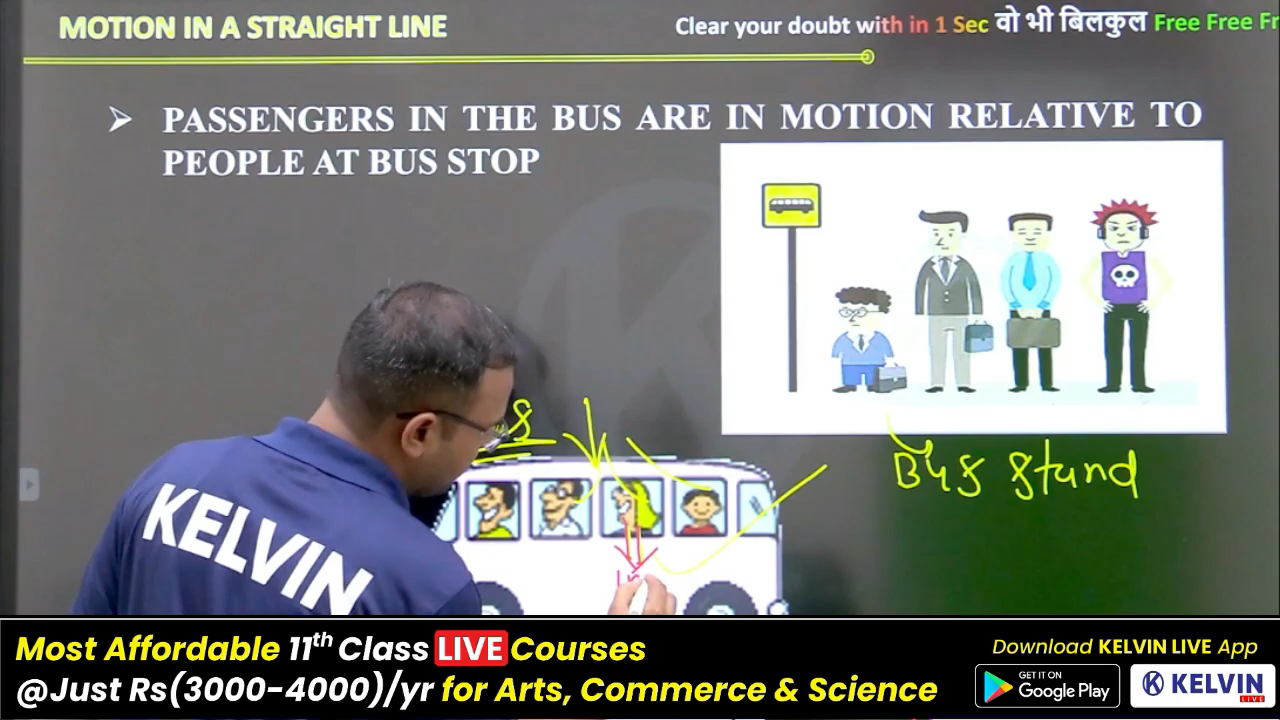 MOTION IN A STRAIGHT LINE
Clear your doubt with in 1 Sec वो भी बिलकुल Free Free Fr
➤ PASSENGERS IN THE BUS ARE IN MOTION RELATIVE TO
PEOPLE AT BUS STOP
Bus stand
KELVIN
Most Affordable 11th Class LIVE Courses
@Just Rs(3000-4000)/yr for Arts, Commerce & Science
Download KELVIN LIVE App
GET IT ON
Google Play
KELVIN
LIVE